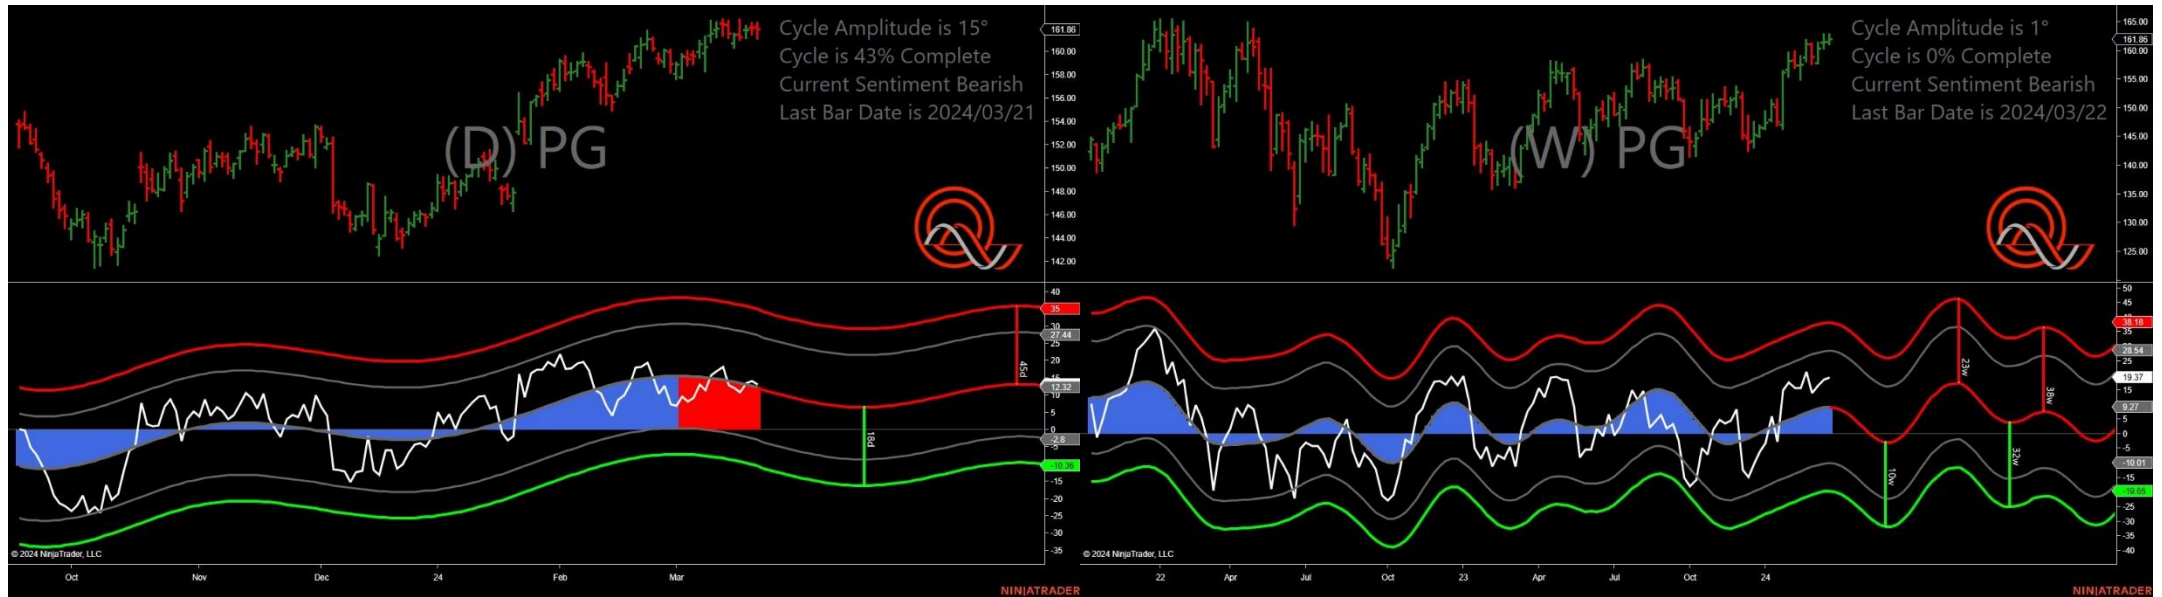 Cycle Amplitude is 15°
Cycle is 43% Complete
Current Sentiment Bearish
Last Bar Date is 2024/03/21
(D) PG
161.86
160.00
158.00
156.00
154.00
152.00
150.00
148.00
146.00
144.00
142.00
40
35
30
27.44
25
20
15
12.32
10
5
0
-2.8
-5
-10.36
-15
-20
-25
-30
-35
45d
18d
© 2024 NinjaTrader, LLC
Oct
Nov
Dec
24
Feb
Mar
NINJATRADER
Cycle Amplitude is 1°
Cycle is 0% Complete
Current Sentiment Bearish
Last Bar Date is 2024/03/22
(W) PG
165.00
161.86
160.00
155.00
150.00
145.00
140.00
135.00
130.00
125.00
50
45
38.18
28.54
25
19.37
15
9.27
5
0
-5
-10.01
-15
-19.65
-25
-30
-35
-40
23w
38w
10w
32w
© 2024 NinjaTrader, LLC
22
Apr
Jul
Oct
23
Apr
Jul
Oct
24
NINJATRADER